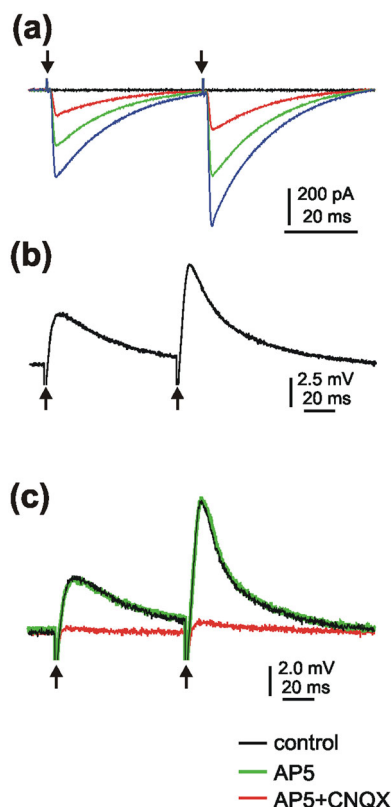 (a)
200 pA
20 ms
(b)
2.5 mV
20 ms
(c)
2.0 mV
20 ms
control
AP5
AP5+CNQX